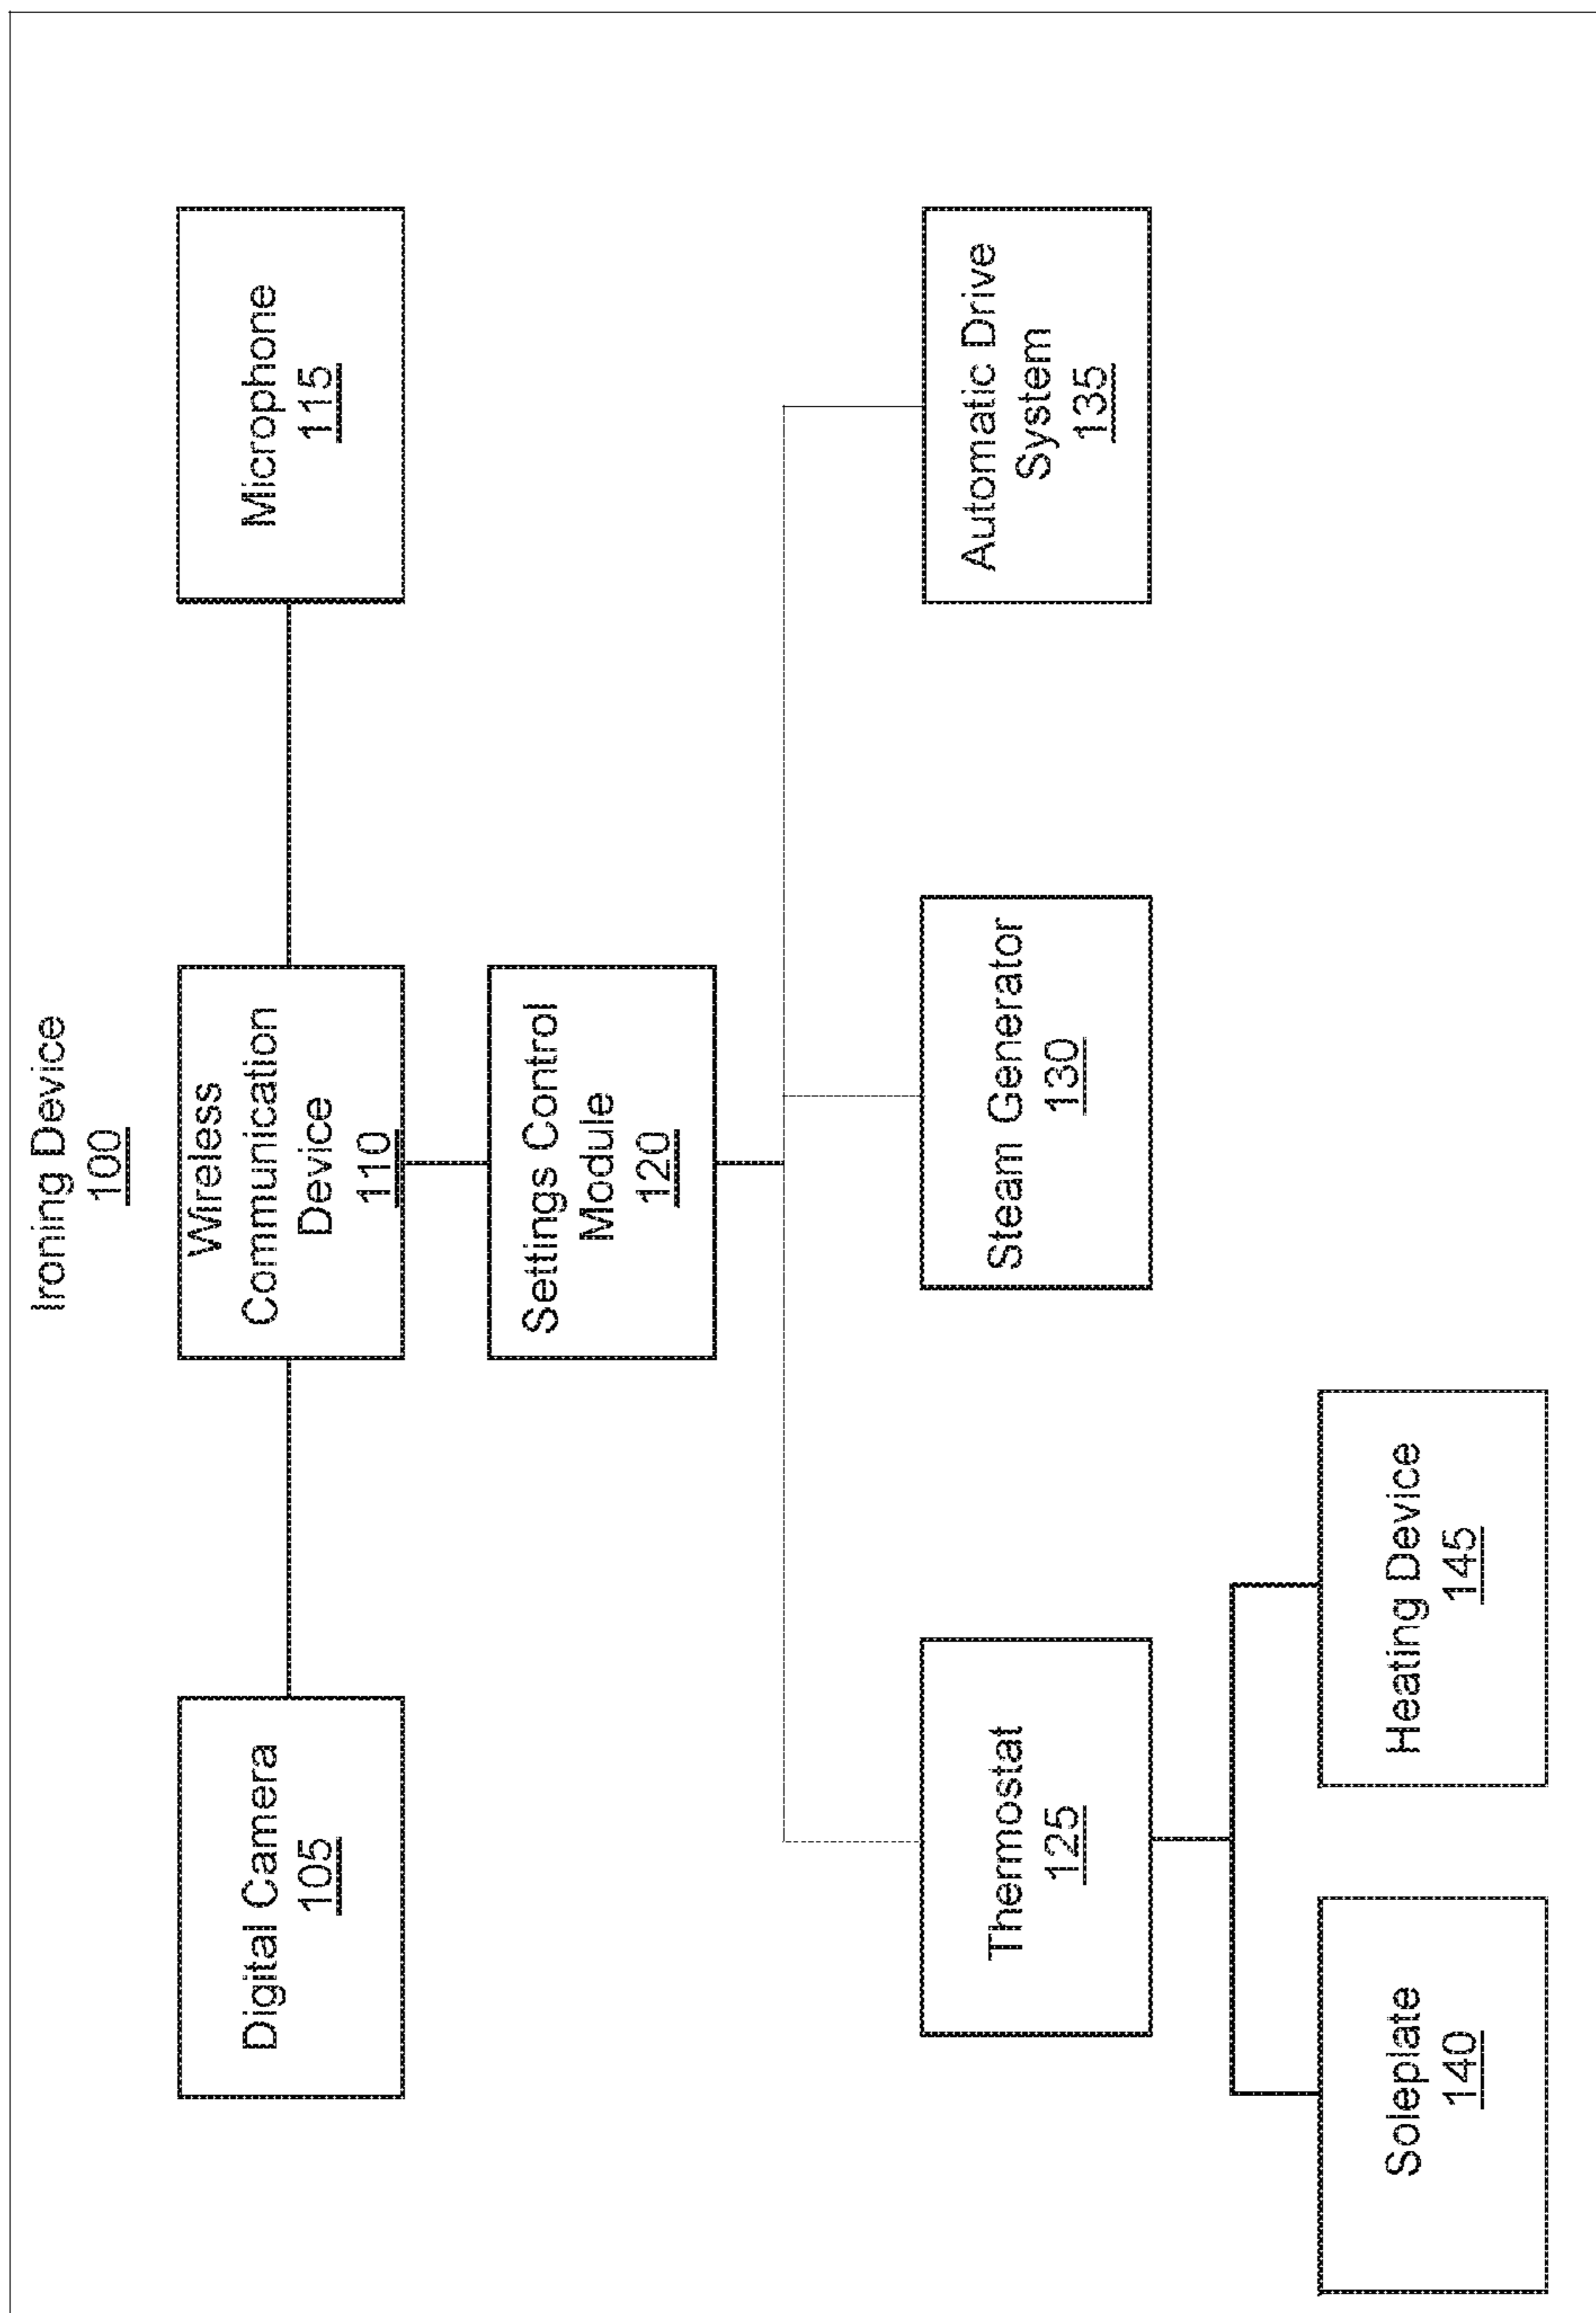 Ironing Device
100
Digital Camera
105
Wireless
Communication
Device
110
Microphone
115
Settings Control
Module
120
Thermostat
125
Steam Generator
130
Automatic Drive
System
135
Soleplate
140
Heating Device
145